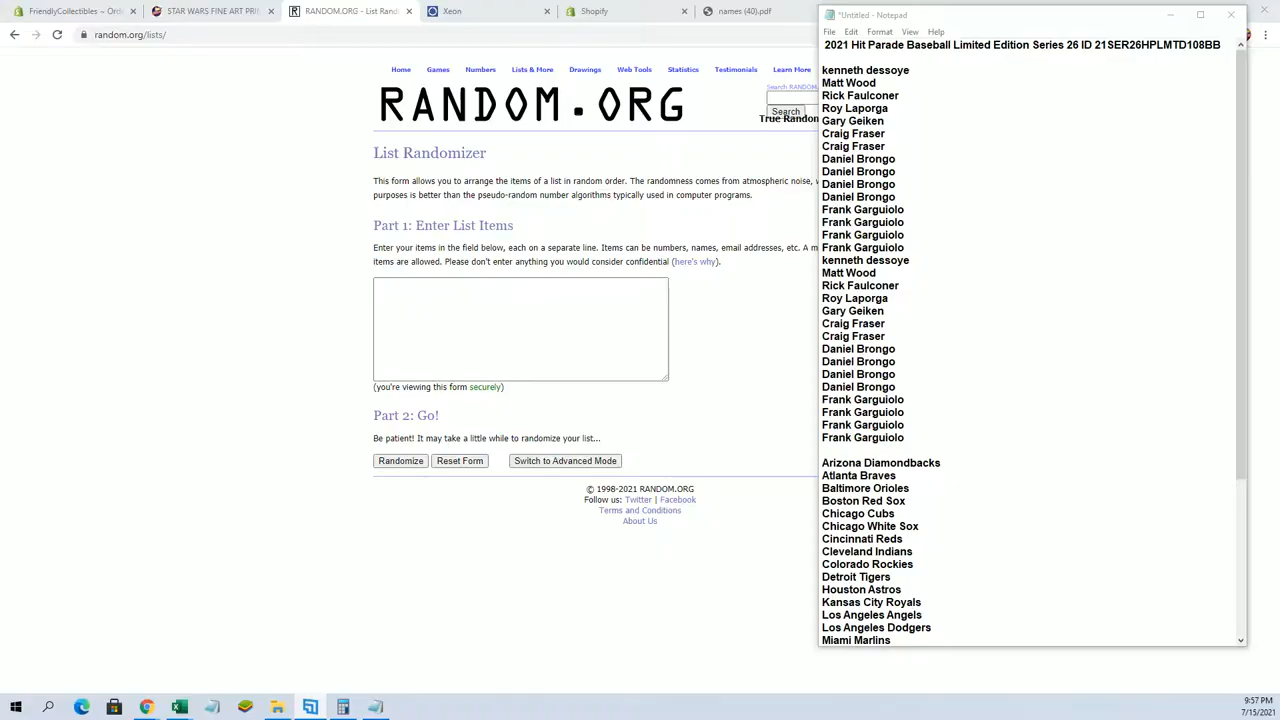 FriendlyCollectibles ~ Orde
STAR WARS FINE ART PRI
RANDOM.ORG - List Rand
Xeon
Shopify
names (40).pdf
random.org/lists/
Home
Games
Numbers
Lists & More
Drawings
Web Tools
Statistics
Testimonials
Learn More
Search RANDOM
RANDOM.ORG
Search
True Random
List Randomizer
This form allows you to arrange the items of a list in random order. The randomness comes from atmospheric noise,
purposes is better than the pseudo-random number algorithms typically used in computer programs.
Part 1: Enter List Items
Enter your items in the field below, each on a separate line. Items can be numbers, names, email addresses, etc. A m
items are allowed. Please don't enter anything you would consider confidential (here's why).
(you're viewing this form securely)
Part 2: Go!
Be patient! It may take a little while to randomize your list...
Randomize
Reset Form
Switch to Advanced Mode
© 1998-2021 RANDOM.ORG
Follow us: Twitter | Facebook
Terms and Conditions
About Us
*Untitled - Notepad
File Edit Format View Help
2021 Hit Parade Baseball Limited Edition Series 26 ID 21SER26HPLMTD108BB
kenneth dessoye
Matt Wood
Rick Faulconer
Roy Laporga
Gary Geiken
Craig Fraser
Craig Fraser
Daniel Brongo
Daniel Brongo
Daniel Brongo
Daniel Brongo
Frank Garguiolo
Frank Garguiolo
Frank Garguiolo
Frank Garguiolo
kenneth dessoye
Matt Wood
Rick Faulconer
Roy Laporga
Gary Geiken
Craig Fraser
Craig Fraser
Daniel Brongo
Daniel Brongo
Daniel Brongo
Daniel Brongo
Frank Garguiolo
Frank Garguiolo
Frank Garguiolo
Frank Garguiolo
Arizona Diamondbacks
Atlanta Braves
Baltimore Orioles
Boston Red Sox
Chicago Cubs
Chicago White Sox
Cincinnati Reds
Cleveland Indians
Colorado Rockies
Detroit Tigers
Houston Astros
Kansas City Royals
Los Angeles Angels
Los Angeles Dodgers
Miami Marlins
9:57 PM
7/15/2021